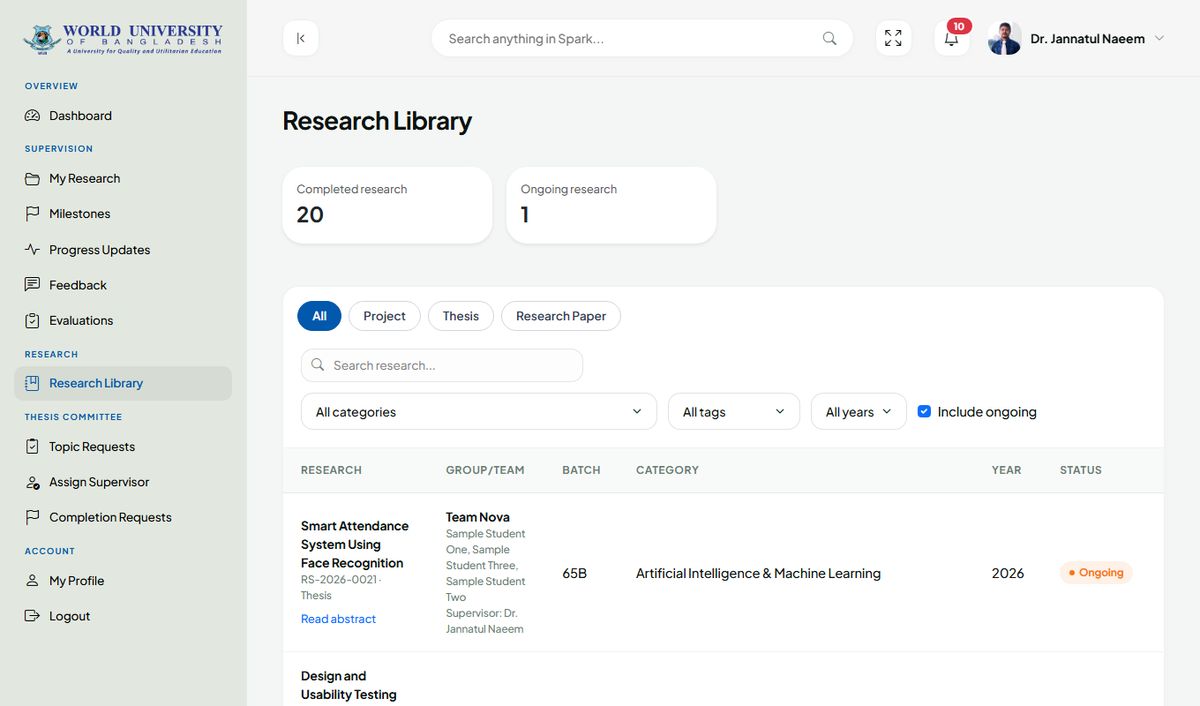 WORLD UNIVERSITY
OF BANGLADESH
A University for Quality and Utilitarian Education
OVERVIEW
Dashboard
SUPERVISION
My Research
Milestones
Progress Updates
Feedback
Evaluations
RESEARCH
Research Library
THESIS COMMITTEE
Topic Requests
Assign Supervisor
Completion Requests
ACCOUNT
My Profile
Logout
Search anything in Spark...
10
Dr. Jannatul Naeem
Research Library
Completed research
20
Ongoing research
1
All Project Thesis Research Paper
Search research...
All categories All tags All years Include ongoing
RESEARCH GROUP/TEAM BATCH CATEGORY YEAR STATUS
Smart Attendance
System Using
Face Recognition
RS-2026-0021 ·
Thesis
Read abstract
Team Nova
Sample Student
One, Sample
Student Three,
Sample Student
Two
Supervisor: Dr.
Jannatul Naeem
65B
Artificial Intelligence & Machine Learning
2026
Ongoing
Design and
Usability Testing